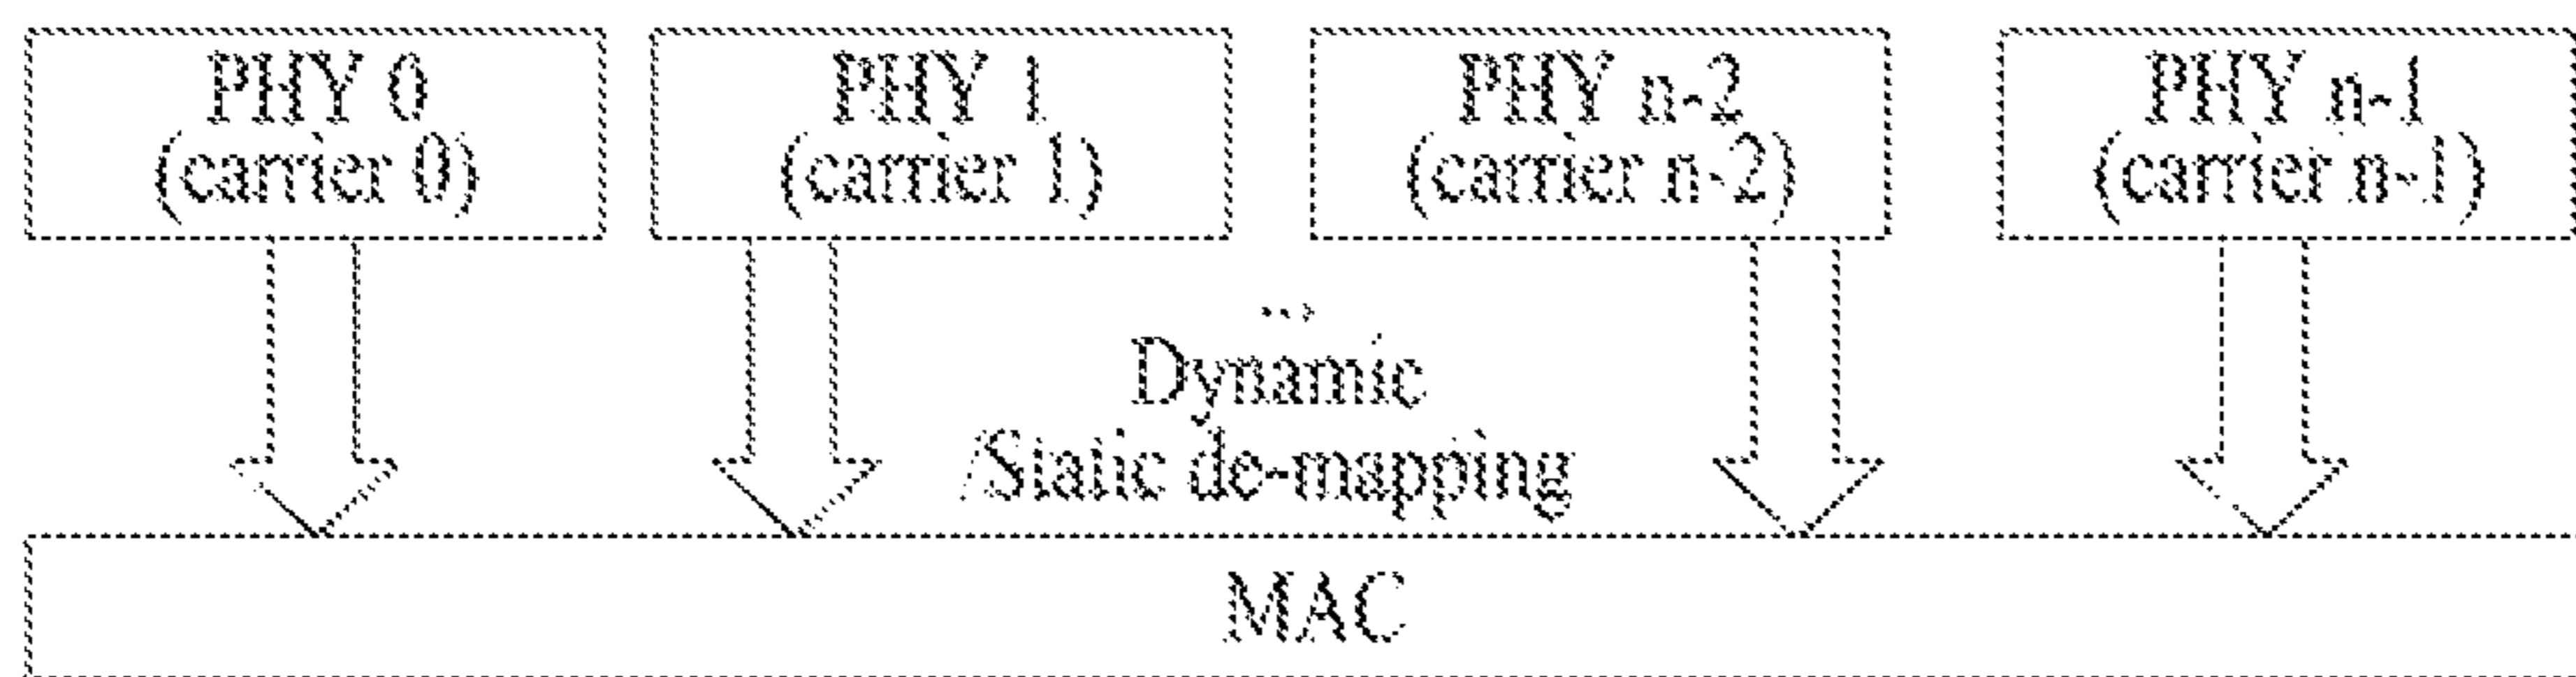 PHY 0
(carrier 0)
PHY 1
(carrier 1)
PHY n-2
(carrier n-2)
PHY n-1
(carrier n-1)
...
Dynamic
/Static de-mapping
MAC